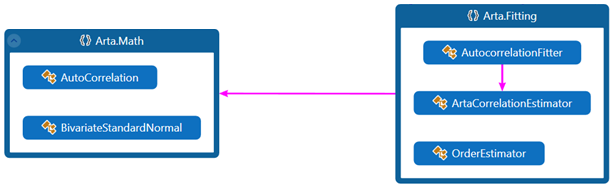 Arta.Math
AutoCorrelation
BivariateStandardNormal
Arta.Fitting
AutocorrelationFitter
ArtaCorrelationEstimator
OrderEstimator